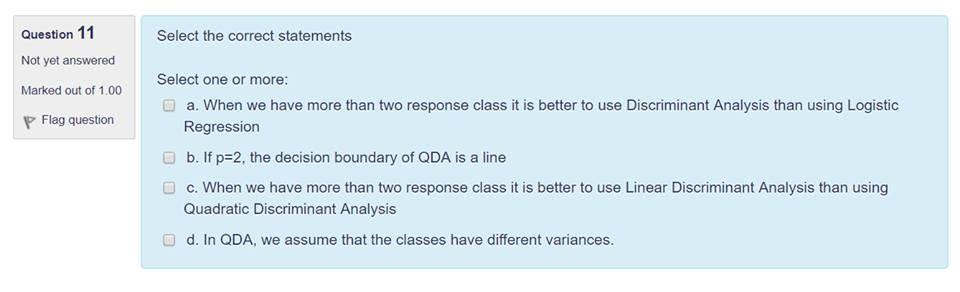 Question 11
Not yet answered
Marked out of 1.00
Flag question
Select the correct statements
Select one or more:
a. When we have more than two response class it is better to use Discriminant Analysis than using Logistic
Regression
b. If p=2, the decision boundary of QDA is a line
c. When we have more than two response class it is better to use Linear Discriminant Analysis than using
Quadratic Discriminant Analysis
d. In QDA, we assume that the classes have different variances.